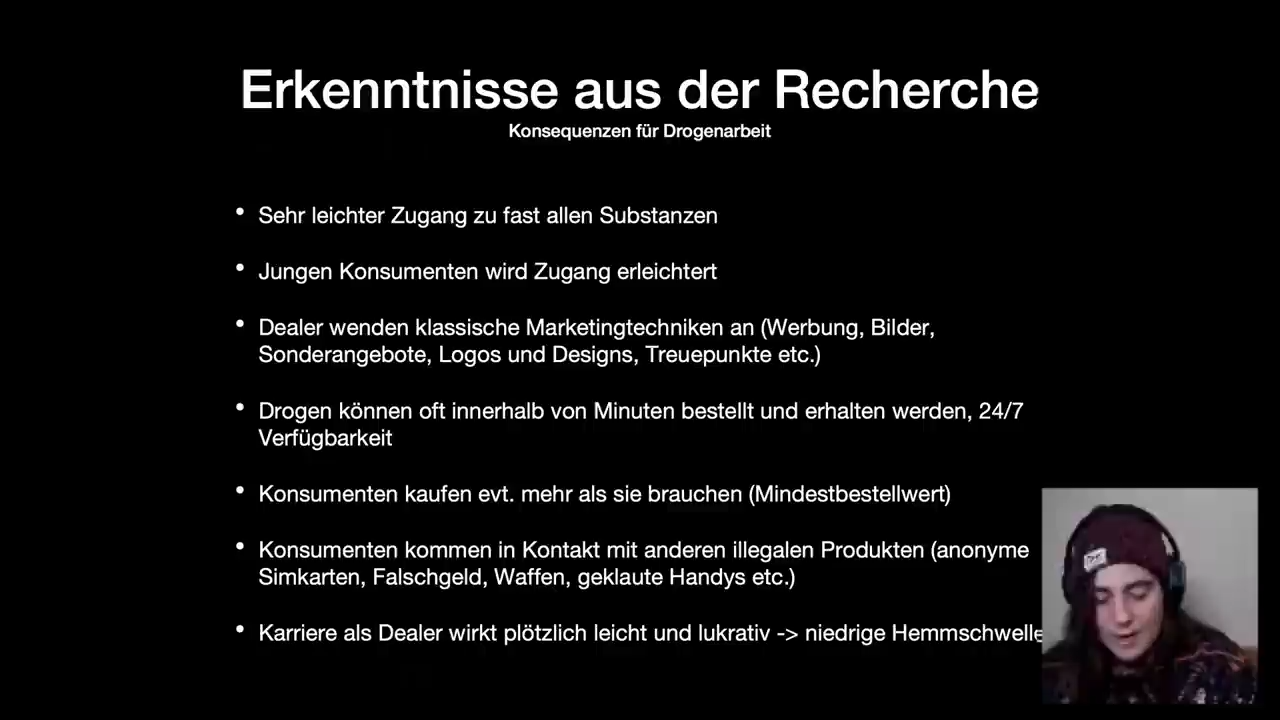 Erkenntnisse aus der Recherche
Konsequenzen für Drogenarbeit
• Sehr leichter Zugang zu fast allen Substanzen
• Jungen Konsumenten wird Zugang erleichtert
• Dealer wenden klassische Marketingtechniken an (Werbung, Bilder,
Sonderangebote, Logos und Designs, Treuepunkte etc.)
• Drogen können oft innerhalb von Minuten bestellt und erhalten werden, 24/7
Verfügbarkeit
• Konsumenten kaufen evt. mehr als sie brauchen (Mindestbestellwert)
• Konsumenten kommen in Kontakt mit anderen illegalen Produkten (anonyme
Simkarten, Falschgeld, Waffen, geklaute Handys etc.)
• Karriere als Dealer wirkt plötzlich leicht und lukrativ -> niedrige Hemmschwelle